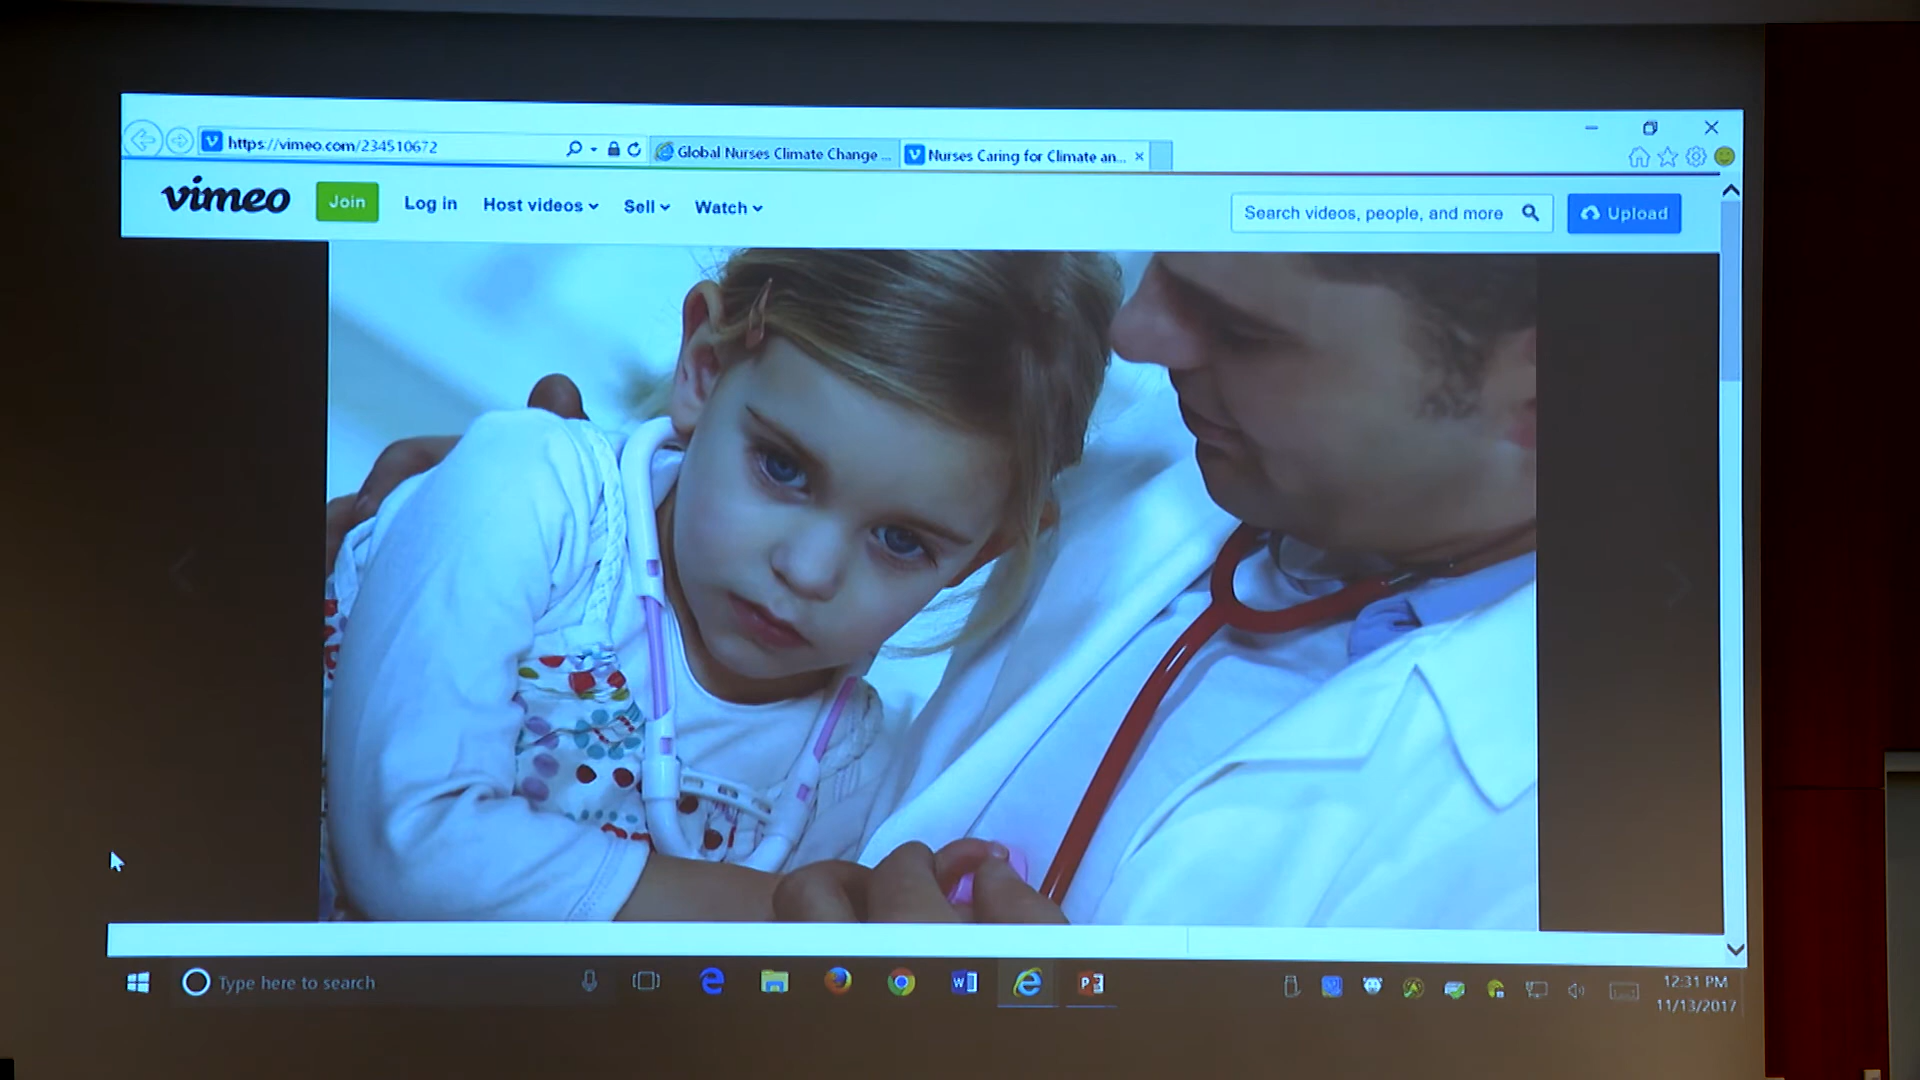 https://vimeo.com/234510672
Global Nurses Climate Change ...
Nurses Caring for Climate an...
vimeo
Join
Log in
Host videos
Sell
Watch
Search videos, people, and more
Upload
Type here to search
12:31 PM
11/13/2017